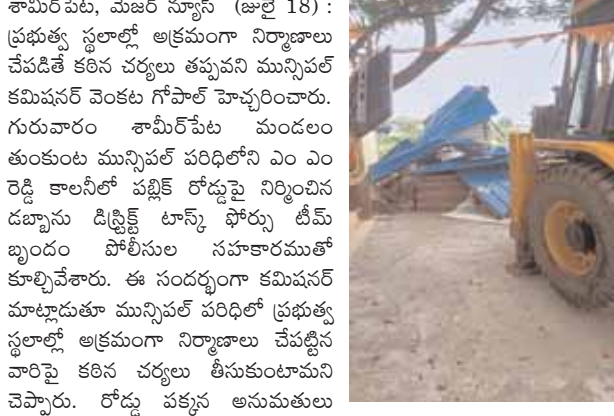 శామీర్‌పేట, మేజర్ న్యూస్ (జులై 18) :
ప్రభుత్వ స్థలాల్లో అక్రమంగా నిర్మాణాలు
చేపడితే కఠిన చర్యలు తప్పవని మున్సిపల్
కమిషనర్ వెంకట గోపాల్ హెచ్చరించారు.
గురువారం శామీర్‌పేట మండలం
తుంకుంట మున్సిపల్ పరిధిలోని ఎం ఎం
రెడ్డి కాలనీలో పబ్లిక్ రోడ్డుపై నిర్మించిన
డబ్బాను డిస్ట్రిక్ట్ టాస్క్ ఫోర్సు టీమ్
బృందం పోలీసుల సహకారముతో
కూల్చివేశారు. ఈ సందర్భంగా కమిషనర్
మాట్లాడుతూ మున్సిపల్ పరిధిలో ప్రభుత్వ
స్థలాల్లో అక్రమంగా నిర్మాణాలు చేపట్టిన
వారిపై కఠిన చర్యలు తీసుకుంటామని
చెప్పారు. రోడ్డు పక్కన అనుమతులు